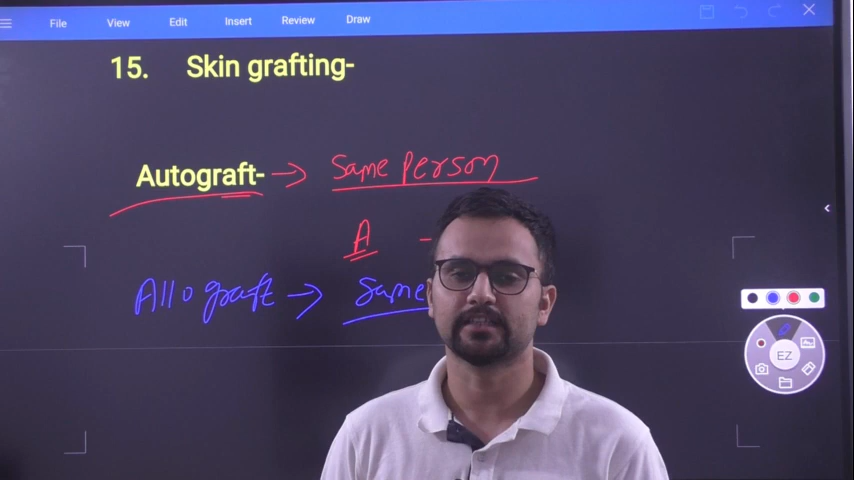 File View Edit Insert Review Draw
15. Skin grafting-
Autograft- → Same Person
A -
Allograft → Same
EZ